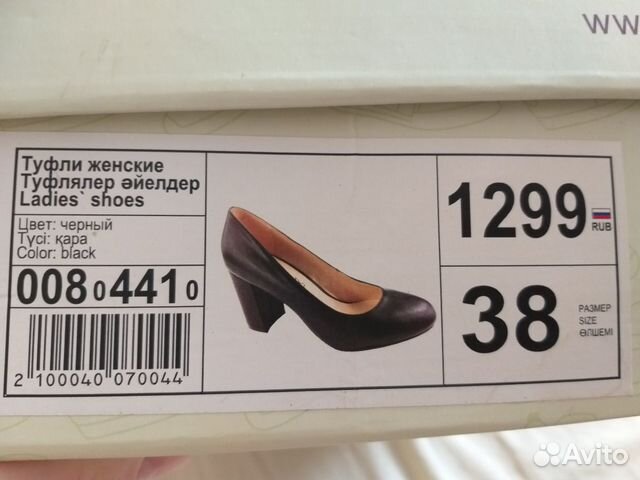 ww
Туфли женские
Туфлялер әйелдер
Ladies` shoes
Цвет: черный
Түсі: қара
Color: black
008 0 441 0
2 100040 070044
1299
RUB
38
РАЗМЕР
SIZE
ӨЛШЕМІ
Avito